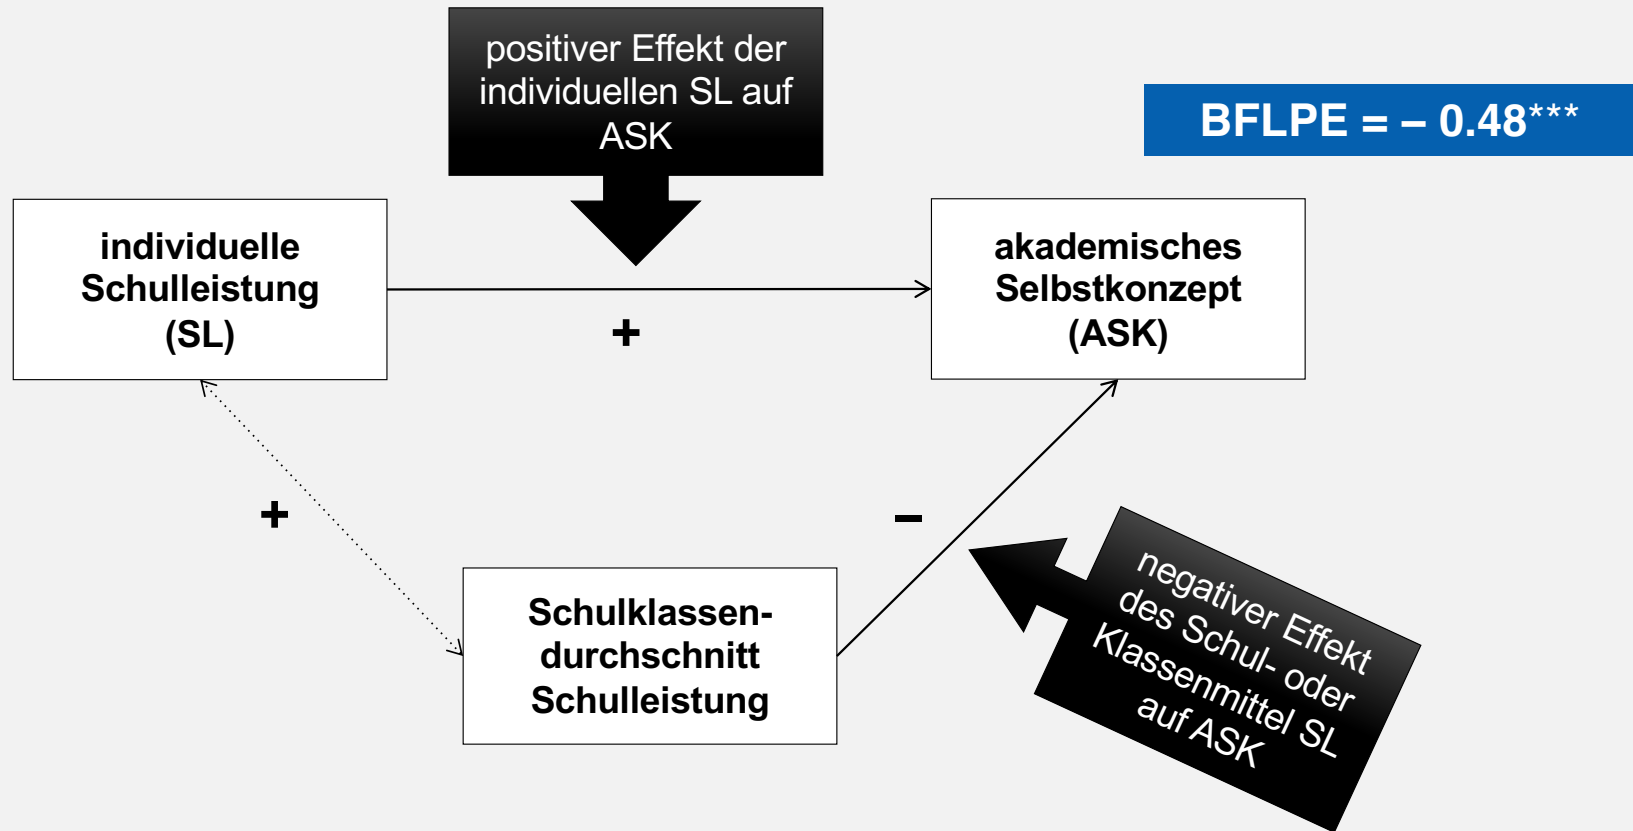 positiver Effekt der
individuellen SL auf
ASK
BFLPE = – 0.48***
individuelle
Schulleistung
(SL)
+
akademisches
Selbstkonzept
(ASK)
+
–
Schulklassen-
durchschnitt
Schulleistung
negativer Effekt
des Schul- oder
Klassenmittel SL
auf ASK